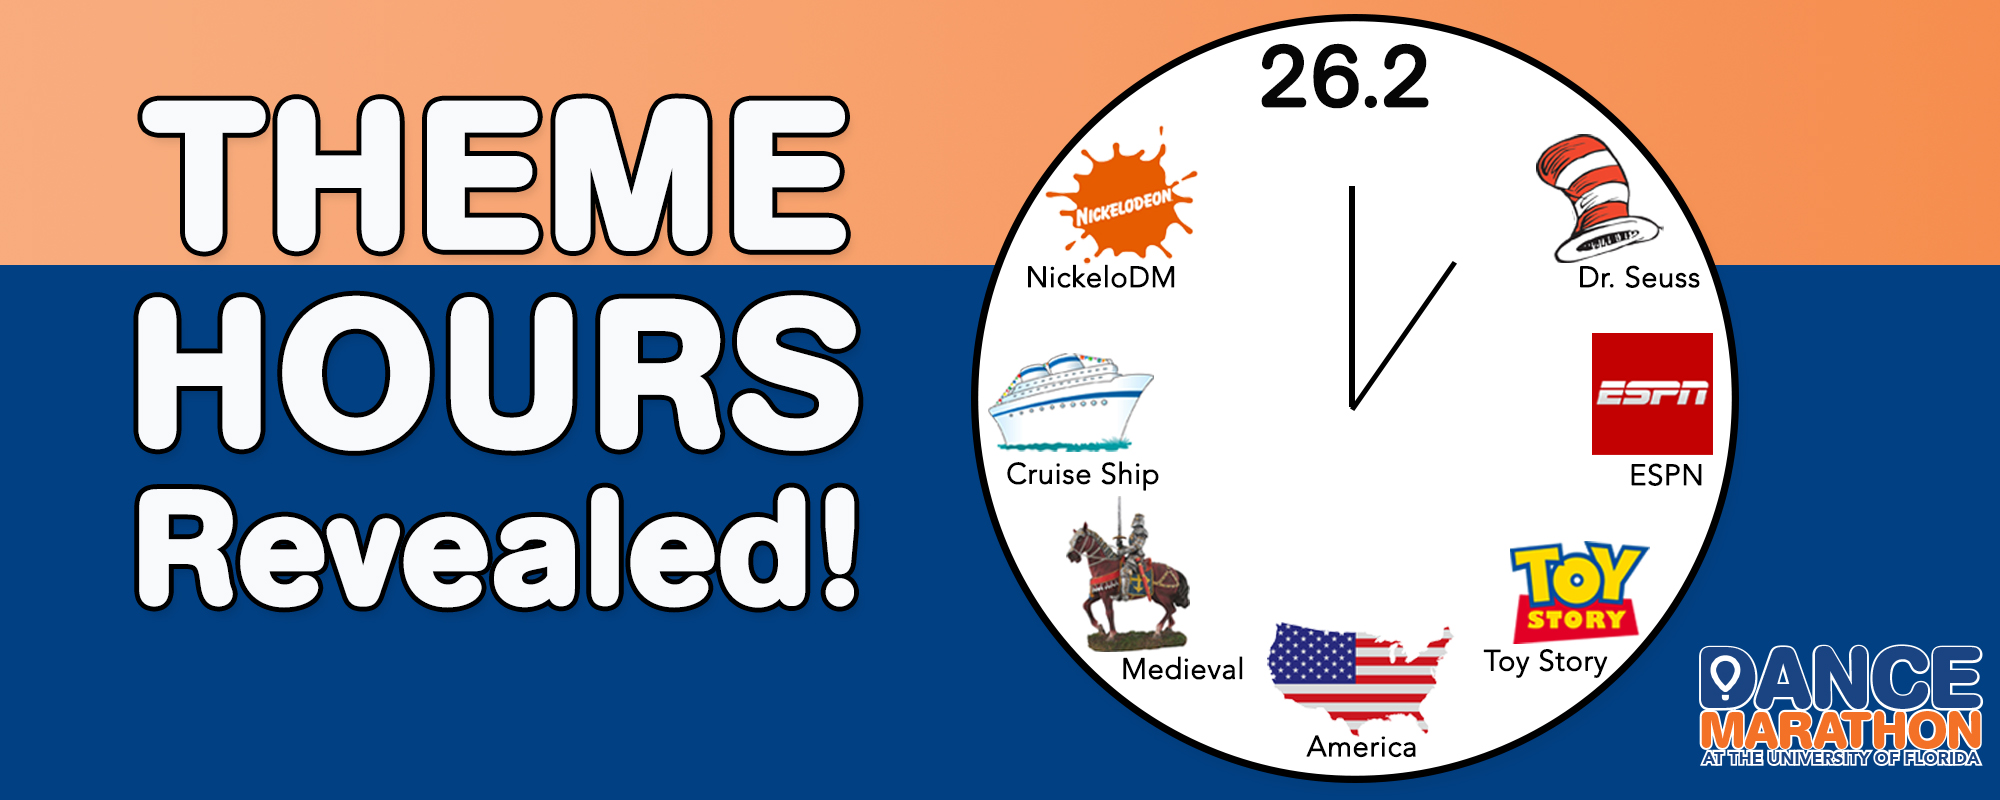 THEME
HOURS
Revealed!
26.2
NICKELODEON
NickeloDM
Dr. Seuss
ESPN
ESPN
Cruise Ship
TOY
STORY
Toy Story
Medieval
America
DANCE
MARATHON
AT THE UNIVERSITY OF FLORIDA